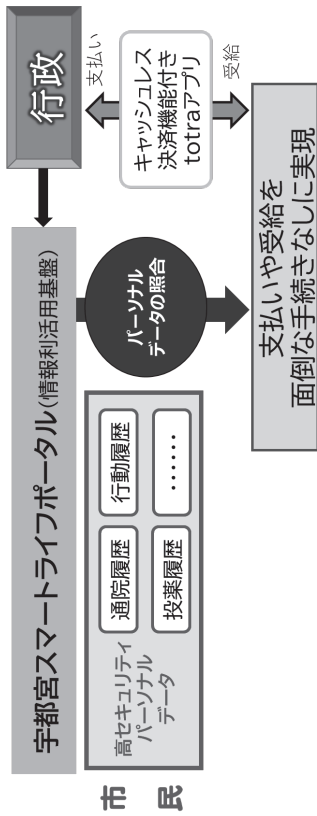 市民
宇都宮スマートライフポータル(情報利活用基盤)
行政
高セキュリティ
パーソナル
データ
通院履歴
行動履歴
投薬履歴
……
パーソナル
データの照合
支払い
キャッシュレス
決済機能付き
totraアプリ
受給
支払いや受給を
面倒な手続きなしに実現